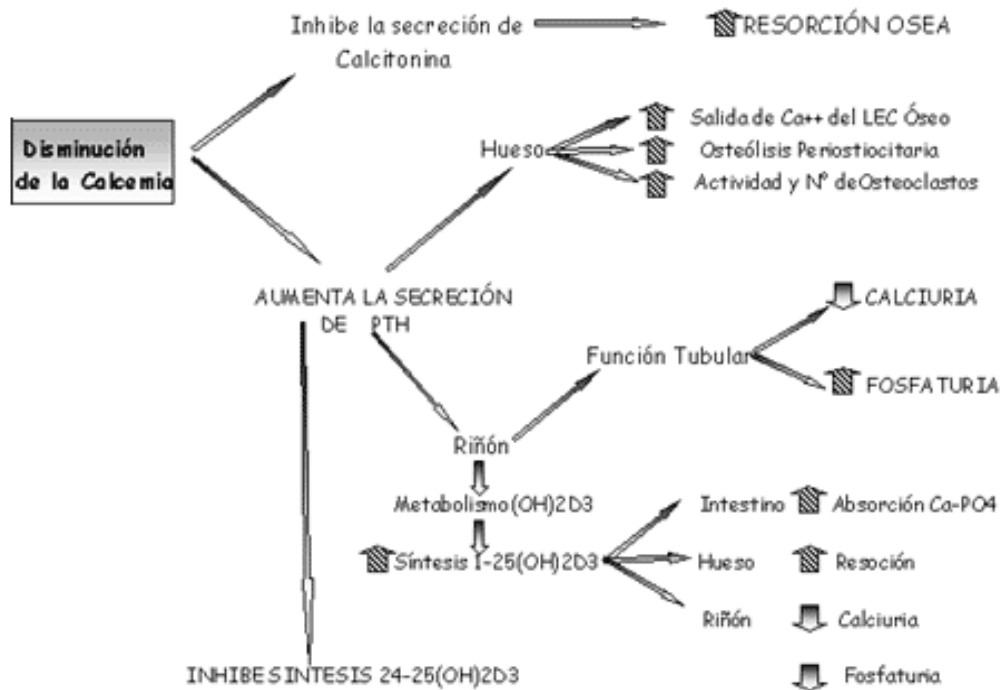 Inhibe la secreción de
Calcitonina
RESORCIÓN OSEA
Disminución
de la Calcemia
Hueso
Salida de Ca++ del LEC Óseo
Osteólisis Periostiocitaria
Actividad y Nº deOsteoclastos
AUMENTA LA SECRECIÓN
DE PTH
Función Tubular
CALCIURIA
FOSFATURIA
Riñón
Metabolismo(OH)2D3
Síntesis 1-25(OH)2D3
Intestino
Absorción Ca-PO4
Hueso
Resoción
Riñón
Calciuria
Fosfaturia
INHIBE SINTESIS 24-25(OH)2D3